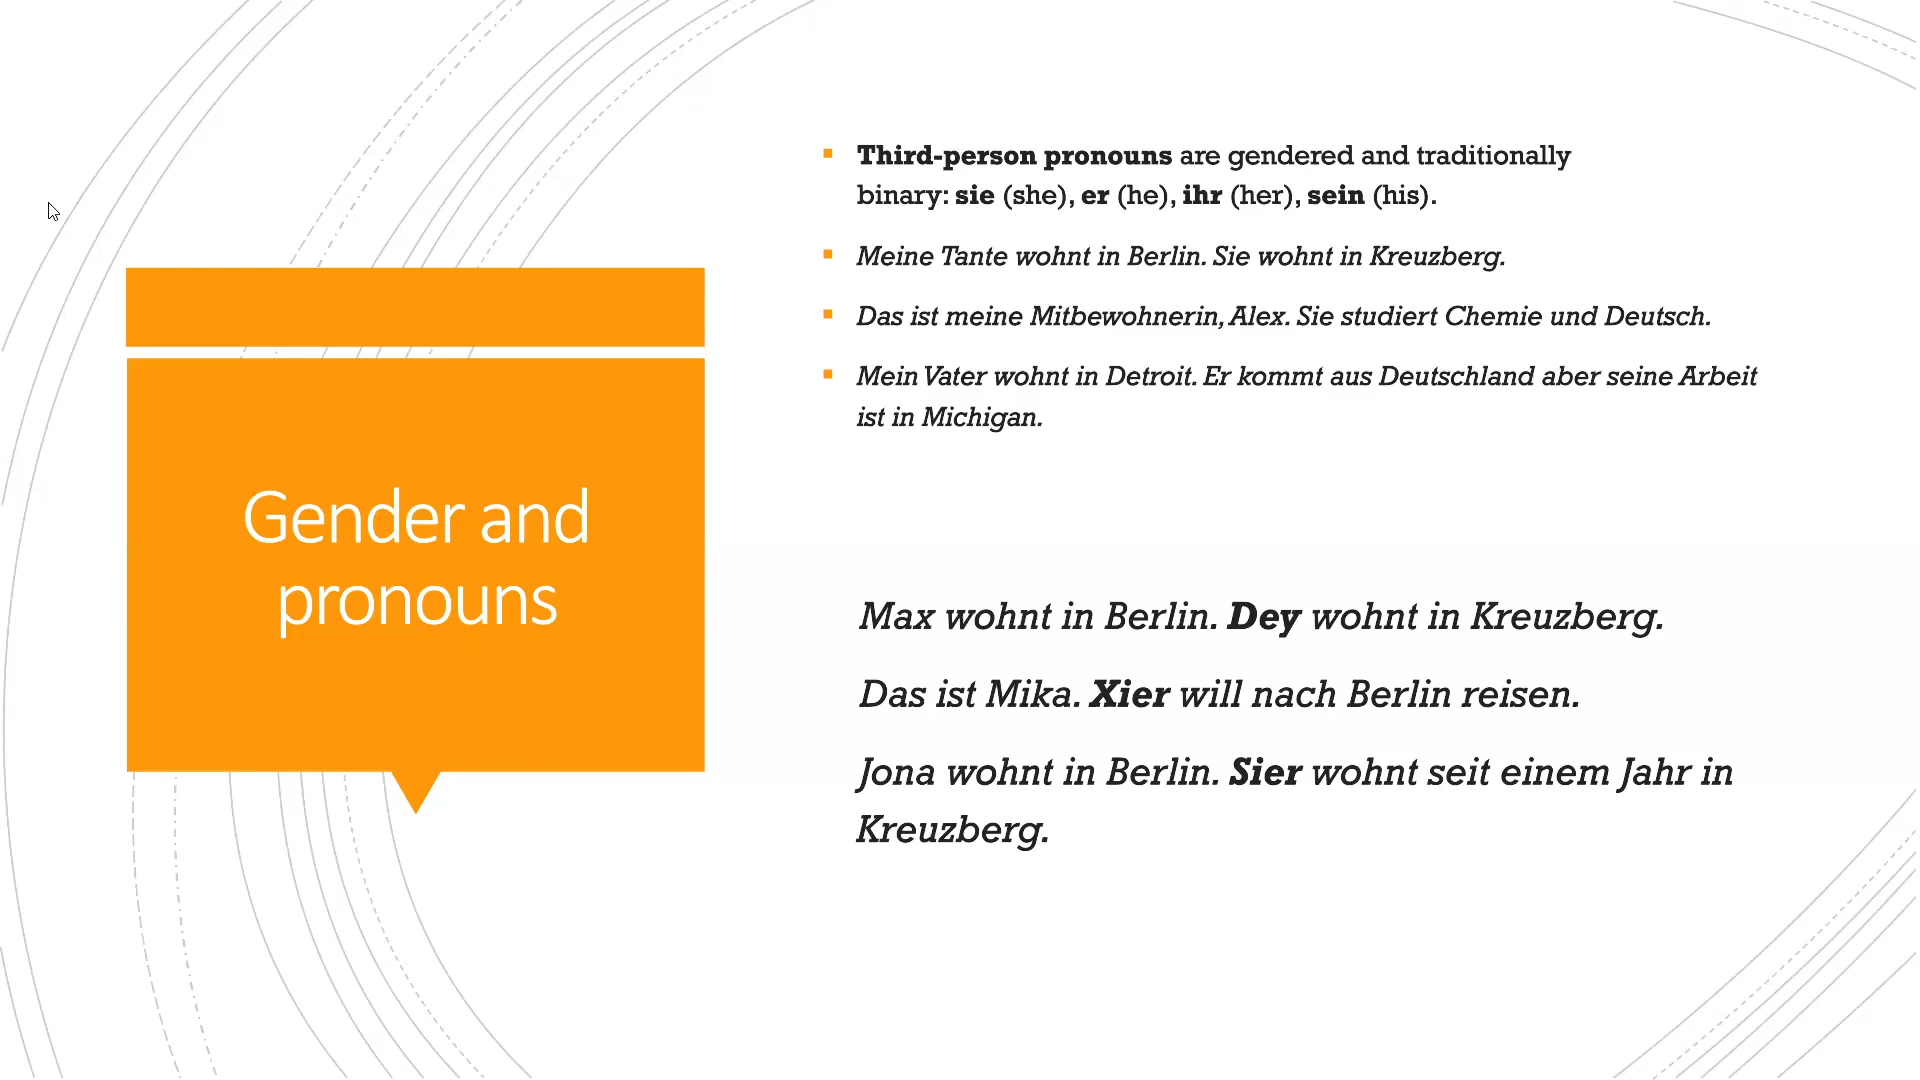 Gender and
pronouns
Third-person pronouns are gendered and traditionally
binary: sie (she), er (he), ihr (her), sein (his).
Meine Tante wohnt in Berlin. Sie wohnt in Kreuzberg.
Das ist meine Mitbewohnerin, Alex. Sie studiert Chemie und Deutsch.
Mein Vater wohnt in Detroit. Er kommt aus Deutschland aber seine Arbeit
ist in Michigan.
Max wohnt in Berlin. Dey wohnt in Kreuzberg.
Das ist Mika. Xier will nach Berlin reisen.
Jona wohnt in Berlin. Sier wohnt seit einem Jahr in
Kreuzberg.